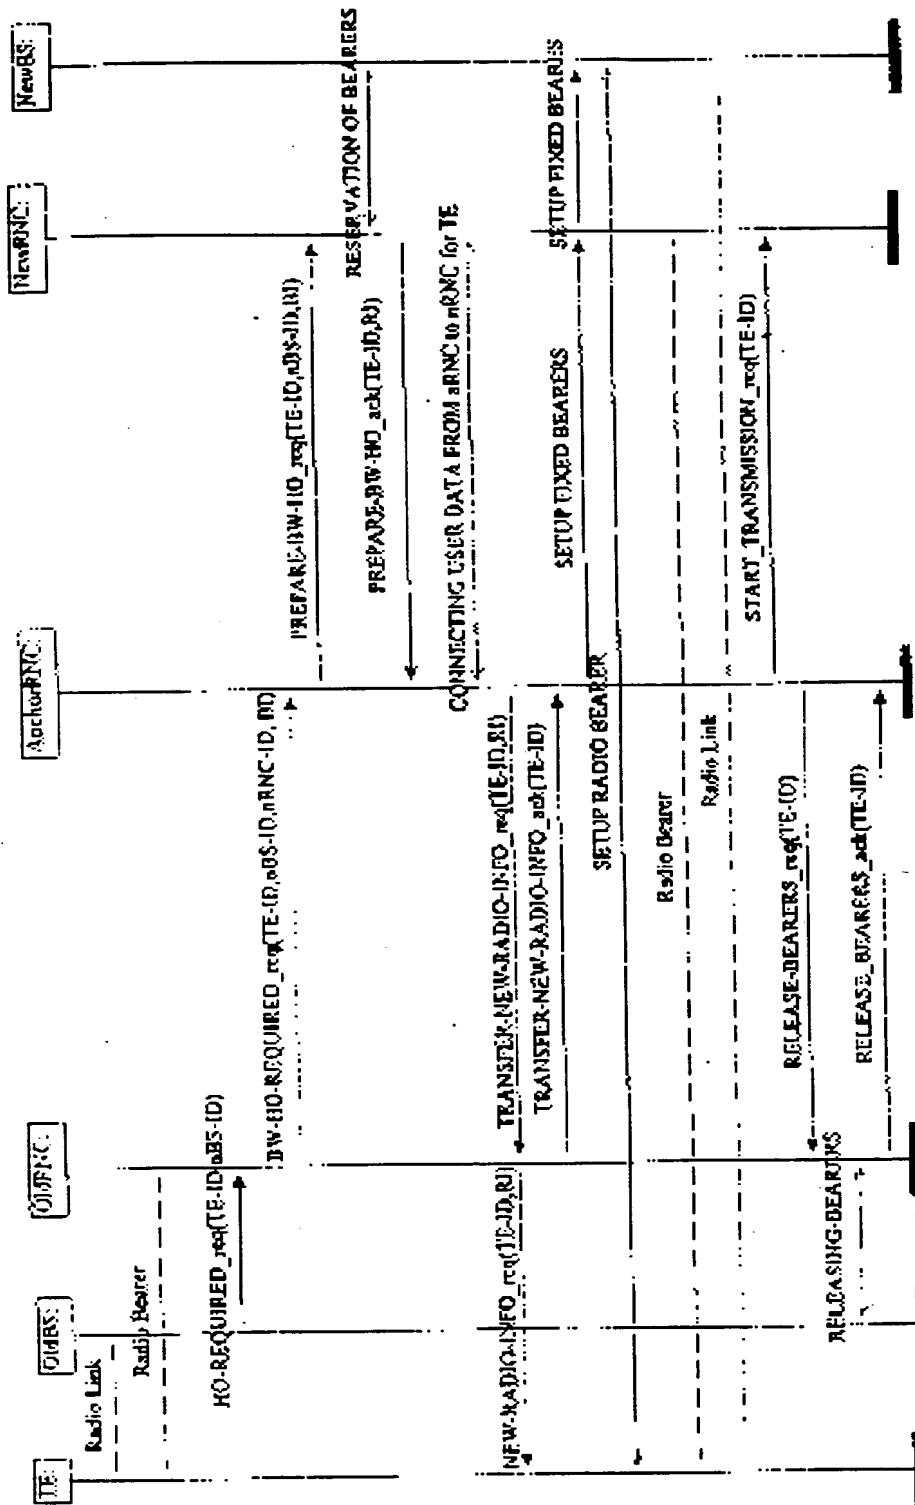 TE:
OldBS:
OldRNC:
AnchorRNC:
NewRNC:
NewBS:
Radio Link
Radio Bearer
HO-REQUIRED_req(TE-ID,nBS-ID)
BW-HO-REQUIRED_req(TE-ID,nBS-ID,nRNC-ID, BI)
PREPARE-BW-HO_req(TE-ID,nBS-ID,BI)
RESERVATION OF BEARERS
PREPARE-BW-HO_ack(TE-ID,RI)
CONNECTING USER DATA FROM aRNC to nRNC for TE
TRANSFER-NEW-RADIO-INFO_req(TE-ID,RI)
NEW-RADIO-INFO_req(TE-ID,RI)
TRANSFER-NEW-RADIO-INFO_ack(TE-ID)
SETUP FIXED BEARERS
SETUP FIXED BEARES
SETUP RADIO BEARER
Radio Bearer
Radio Link
START_TRANSMISSION_req(TE-ID)
RELEASE-BEARERS_req(TE-ID)
RELEASING-BEARERS
RELEASE_BEARERS_ack(TE-ID)